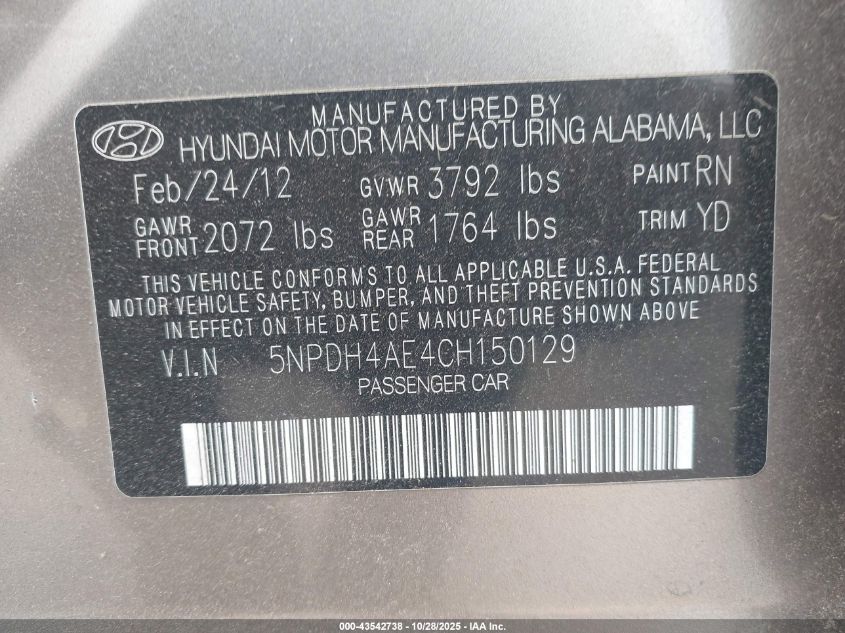 MANUFACTURED BY
HYUNDAI MOTOR MANUFACTURING ALABAMA, LLC
Feb/24/12 GVWR 3792 lbs PAINT RN
GAWR FRONT 2072 lbs GAWR REAR 1764 lbs TRIM YD
THIS VEHICLE CONFORMS TO ALL APPLICABLE U.S.A. FEDERAL
MOTOR VEHICLE SAFETY, BUMPER, AND THEFT PREVENTION STANDARDS
IN EFFECT ON THE DATE OF MANUFACTURE SHOWN ABOVE
V.I.N 5NPDH4AE4CH150129
PASSENGER CAR
000-43542738 - 10/28/2025 - IAA Inc.